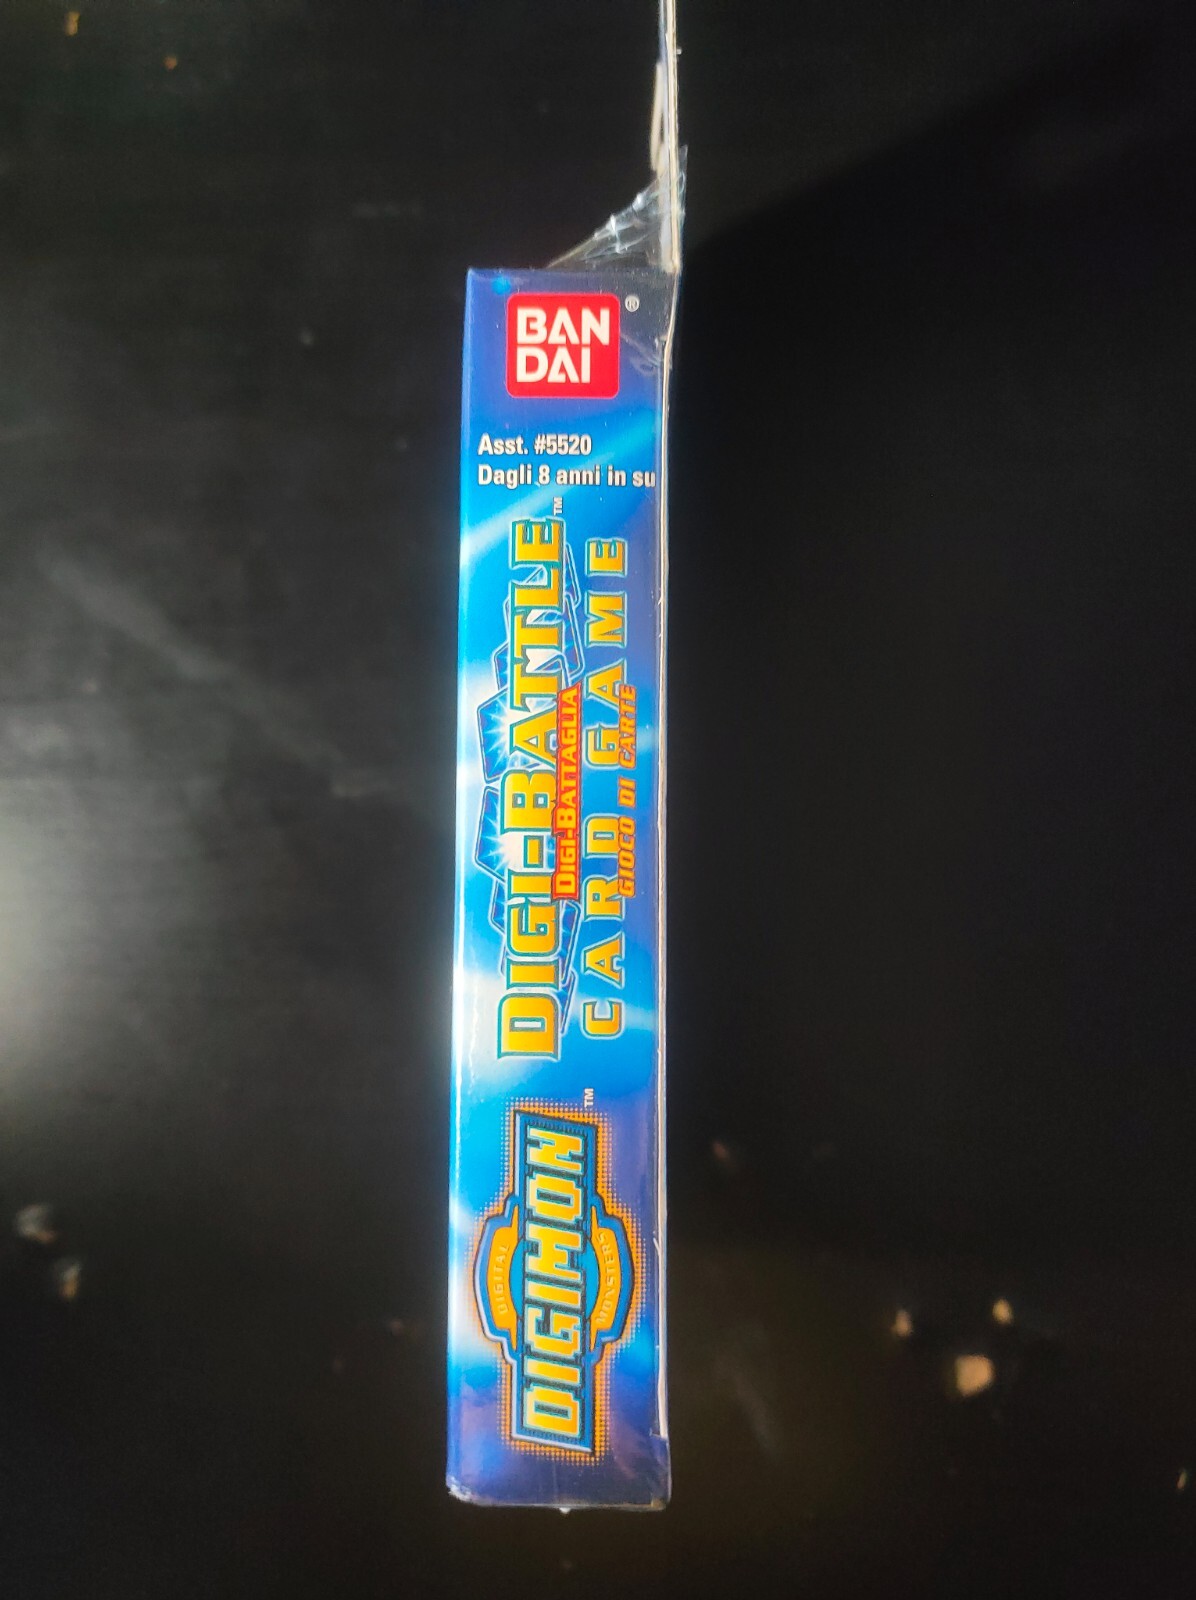 BAN
DAI
®
Asst. #5520
Dagli 8 anni in su
DIGI-BATTLE™
DIGI-BATTAGLIA
CARD GAME
GIOCO DI CARTE
DIGITAL
DIGIMON™
MONSTERS